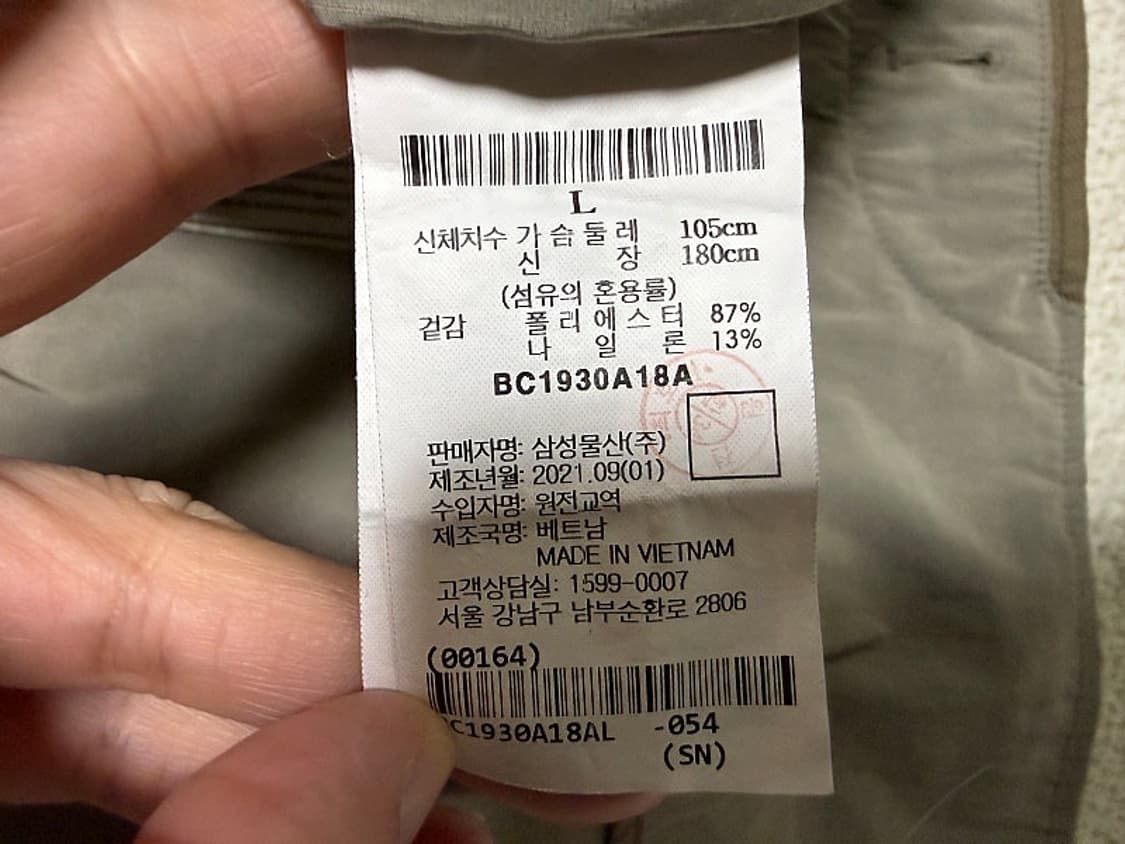 L
신체치수 가슴둘레 105cm
신장 180cm
(섬유의 혼용률)
겉감 폴리에스터 87%
나일론 13%
BC1930A18A
판매자명: 삼성물산(주)
제조년월: 2021.09(01)
수입자명: 원전교역
제조국명: 베트남
MADE IN VIETNAM
고객상담실: 1599-0007
서울 강남구 남부순환로 2806
(00164)
C1930A18AL -054
(SN)